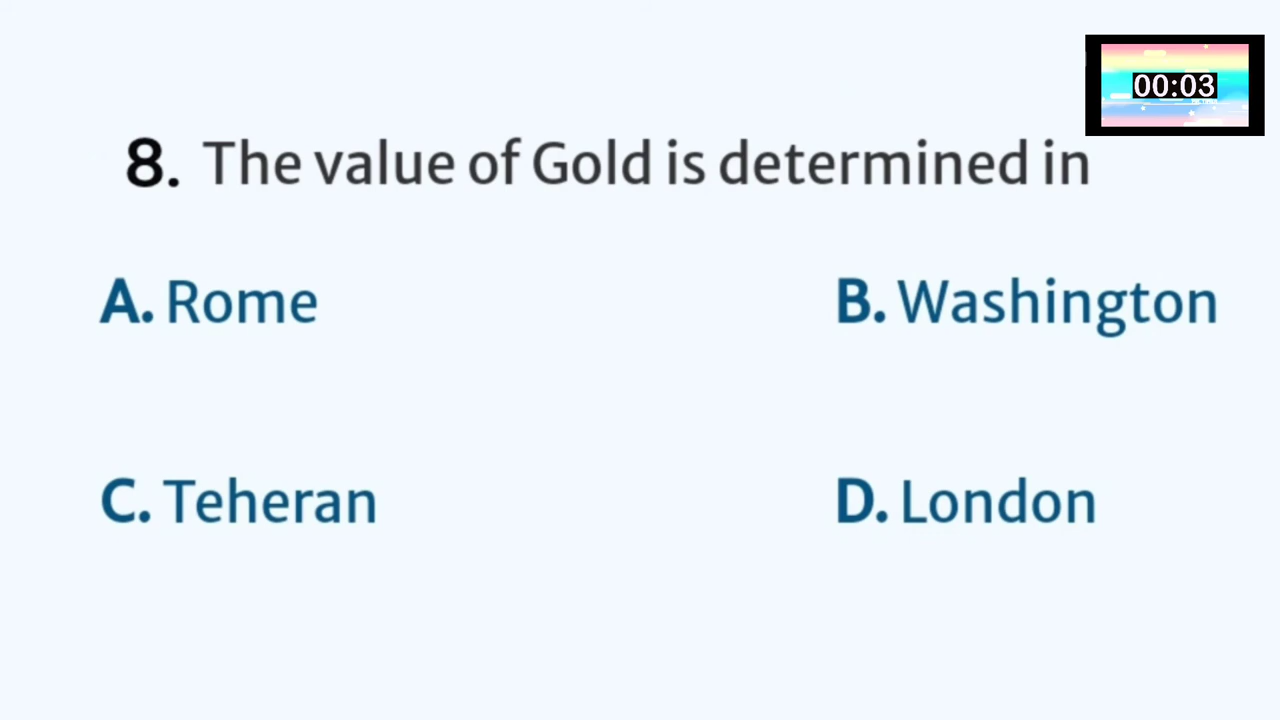 00:03
8. The value of Gold is determined in
A. Rome
B. Washington
C. Teheran
D. London